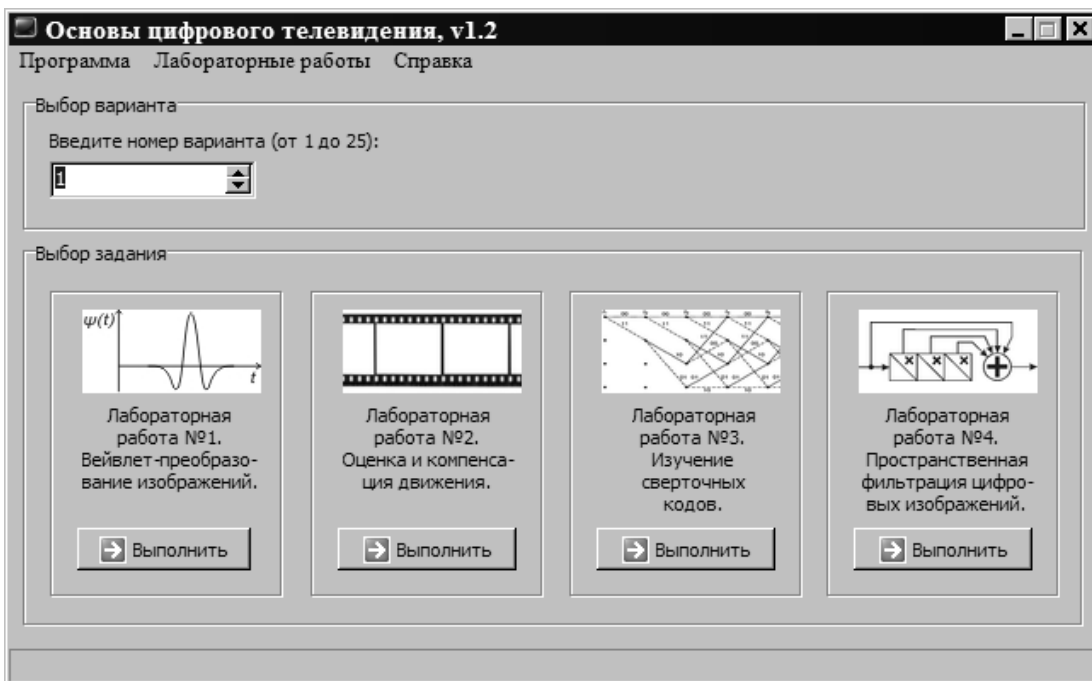 Основы цифрового телевидения, v1.2
Программа Лабораторные работы Справка
Выбор варианта
Введите номер варианта (от 1 до 25):
1
Выбор задания
ψ(t)
t
Лабораторная
работа №1.
Вейвлет-преобразо-
вание изображений.
Выполнить
Лабораторная
работа №2.
Оценка и компенса-
ция движения.
Выполнить
Лабораторная
работа №3.
Изучение
сверточных
кодов.
Выполнить
Лабораторная
работа №4.
Пространственная
фильтрация цифро-
вых изображений.
Выполнить